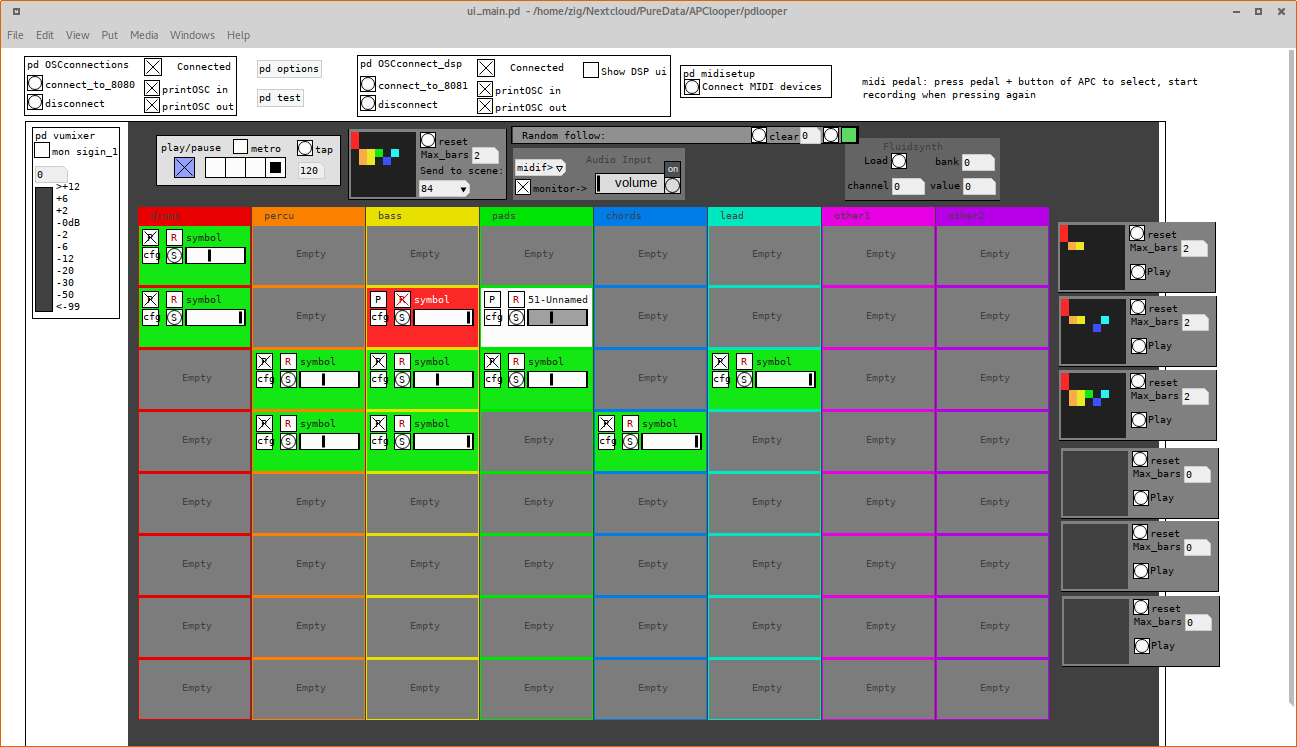 ui_main.pd - /home/zig/Nextcloud/PureData/APClooper/pdlooper
File Edit View Put Media Windows Help
pd OSCconnections
Connected
connect_to_8080
printOSC in
disconnect
printOSC out
pd options
pd test
pd OSCconnect_dsp
Connected
Show DSP ui
connect_to_8081
printOSC in
disconnect
printOSC out
pd midisetup
Connect MIDI devices
midi pedal: press pedal + button of APC to select, start
recording when pressing again
pd vumixer
mon sigin_1
0
>+12
+6
+2
-0dB
-2
-6
-12
-20
-30
-50
<-99
play/pause
metro
tap
120
reset
Max_bars 2
Send to scene:
84
Random follow:
clear 0
midif>
Audio Input
on
monitor->
volume
Fluidsynth
Load
bank 0
channel 0
value 0
drums percu bass pads chords lead other1 other2
P R symbol
cfg S
Empty Empty Empty Empty Empty Empty Empty
P R symbol
cfg S
Empty
P R symbol
cfg S
P R 51-Unnamed
cfg S
Empty Empty Empty Empty
Empty
P R symbol
cfg S
P R symbol
cfg S
P R symbol
cfg S
Empty
P R symbol
cfg S
Empty Empty
Empty
P R symbol
cfg S
P R symbol
cfg S
Empty
P R symbol
cfg S
Empty Empty Empty
Empty Empty Empty Empty Empty Empty Empty Empty
Empty Empty Empty Empty Empty Empty Empty Empty
Empty Empty Empty Empty Empty Empty Empty Empty
Empty Empty Empty Empty Empty Empty Empty Empty
reset
Max_bars 2
Play
reset
Max_bars 2
Play
reset
Max_bars 2
Play
reset
Max_bars 0
Play
reset
Max_bars 0
Play
reset
Max_bars 0
Play